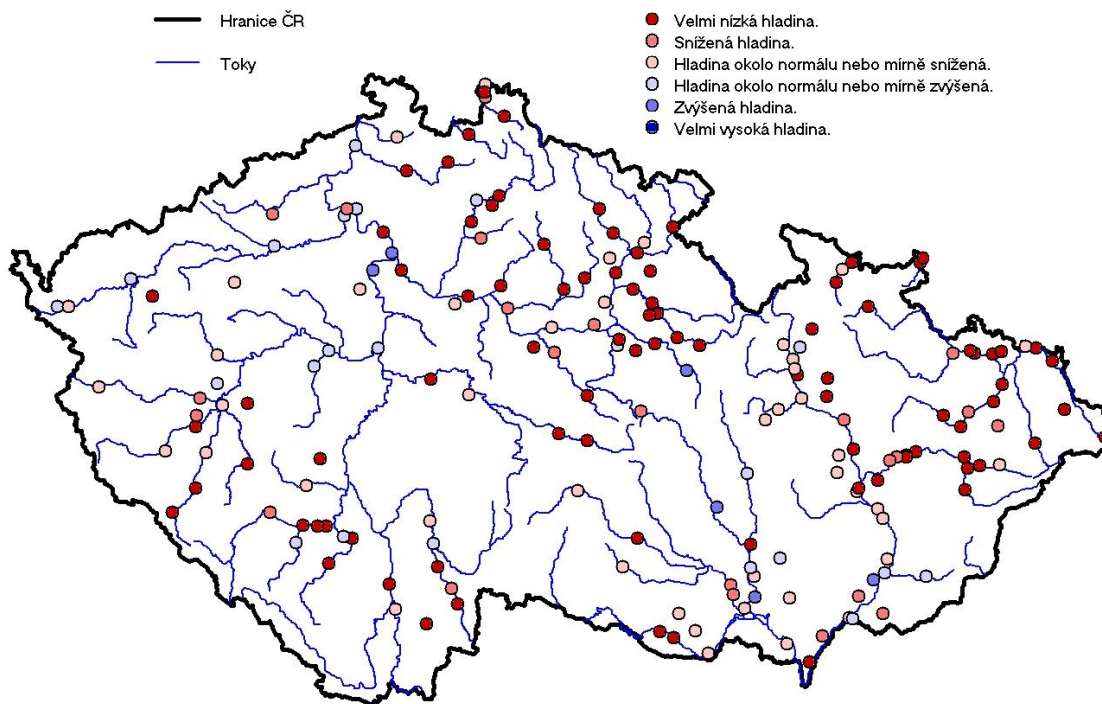 Hranice ČR
Toky
Velmi nízká hladina.
Snížená hladina.
Hladina okolo normálu nebo mírně snížená.
Hladina okolo normálu nebo mírně zvýšená.
Zvýšená hladina.
Velmi vysoká hladina.